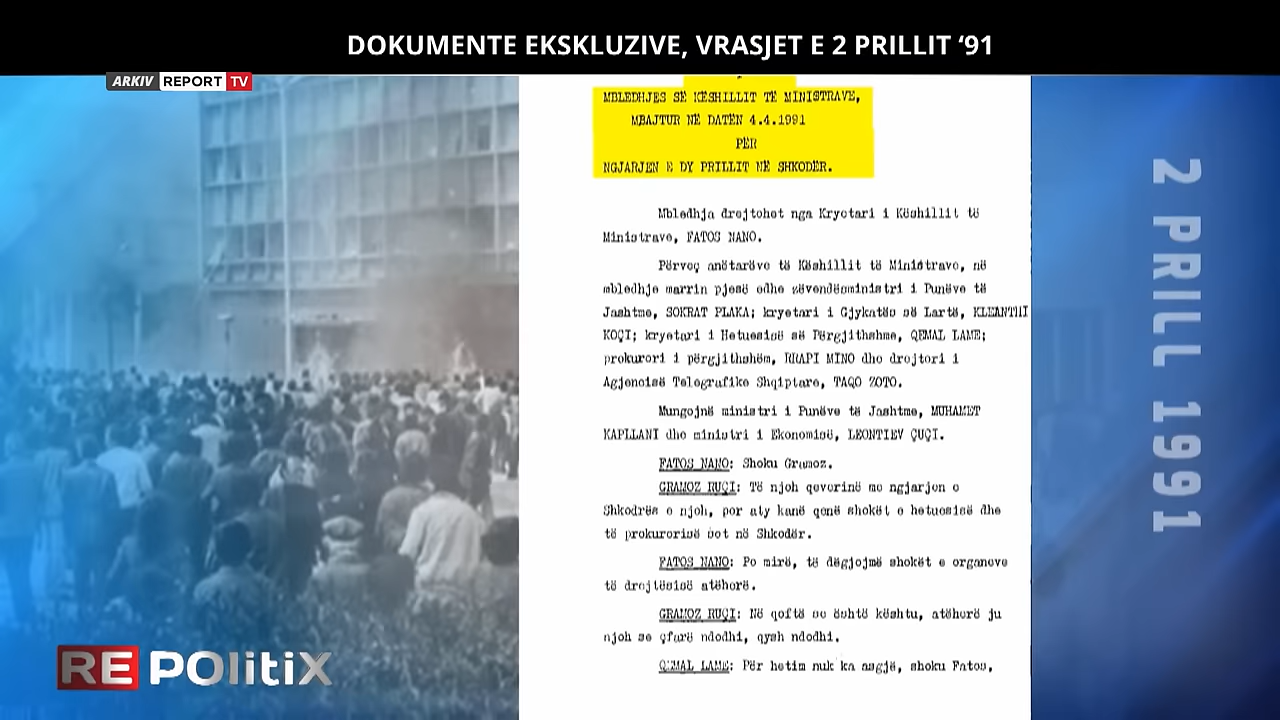 DOKUMENTE EKSKLUZIVE, VRASJET E 2 PRILLIT ‘91
ARKIV REPORT TV
MBLEDHJES SË KËSHILLIT TË MINISTRAVE,
MBAJTUR NË DATËN 4.4.1991
PËR
NGJARJEN E DY PRILLIT NË SHKODËR.
Mbledhja drejtohet nga Kryetari i Këshillit të
Ministrave, FATOS NANO.
Përveç anëtarëve të Këshillit të Ministrave, në
mbledhje marrin pjesë edhe zëvendësministri i Punëve të
Jashtme, SOKRAT PLAKA; kryetari i Gjykatës së Lartë, KLEANTHI
KOÇI; kryetari i Hetuesisë së Përgjithshme, QEMAL LAME;
prokurori i përgjithshëm, RRAPI MINO dhe drejtori i
Agjencisë Telegrafike Shqiptare, TAQO ZOTO.
Mungojnë ministri i Punëve të Jashtme, MUHAMET
KAPLLANI dhe ministri i Ekonomisë, LEONTIEV ÇUÇI.
FATOS NANO: Shoku Gramoz.
GRAMOZ RUÇI: Të njoh qeverinë me ngjarjen e
Shkodrës e njoh, por aty kanë qenë shokët e hetuesisë dhe
të prokurorisë sot në Shkodër.
FATOS NANO: Po mirë, të dëgjojmë shokët e organeve
të drejtësisë atëherë.
GRAMOZ RUÇI: Në qoftë se është kështu, atëherë ju
njoh se çfarë ndodhi, qysh ndodhi.
QEMAL LAME: Për hetim nuk ka asgjë, shoku Fatos,
2 PRILL 1991
RE POlitiX